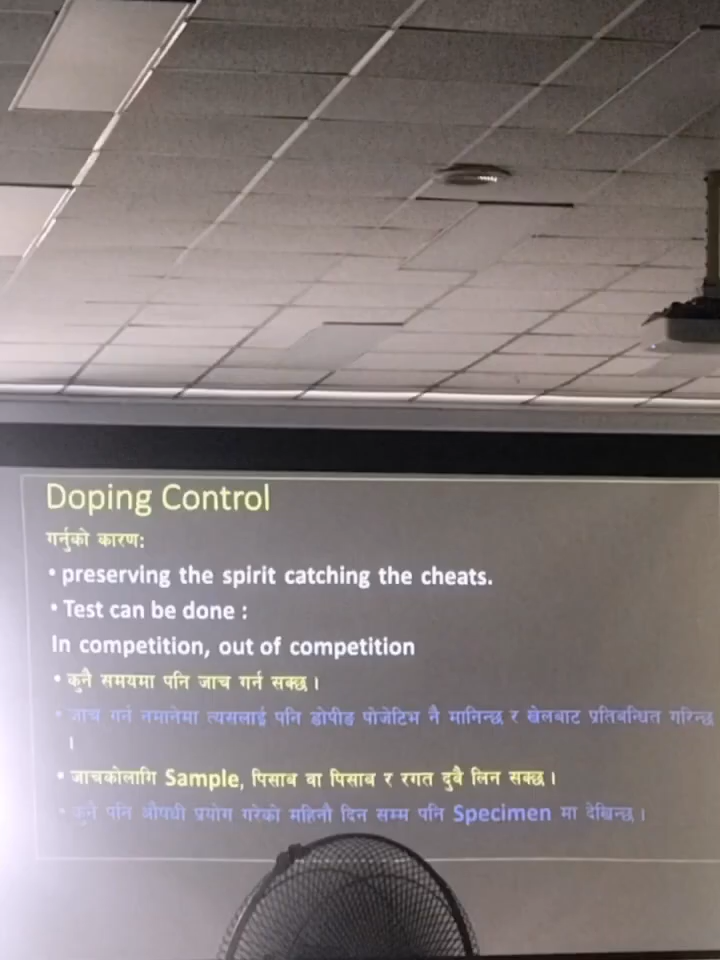 Doping Control
गर्नुको कारण:
• preserving the spirit catching the cheats.
• Test can be done :
In competition, out of competition
• कुनै समयमा पनि जाच गर्न सक्छ ।
• जाच गर्न नमानेमा त्यसलाई पनि डोपीङ पोजेटिभ नै मानिन्छ र खेलबाट प्रतिबन्धित गरिन्छ
।
• जाचकोलागि Sample, पिसाब वा पिसाब र रगत दुबै लिन सक्छ ।
• कुनै पनि औषधी प्रयोग गरेको महिनौ दिन सम्म पनि Specimen मा देखिन्छ ।